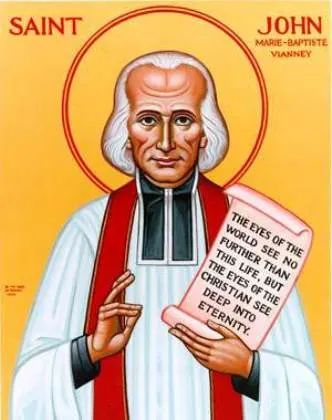 SAINT JOHN
MARIE-BAPTISTE
VIANNEY
THE EYES OF THE
WORLD SEE NO
FURTHER THAN
THIS LIFE, BUT
THE EYES OF THE
CHRISTIAN SEE
DEEP INTO
ETERNITY.